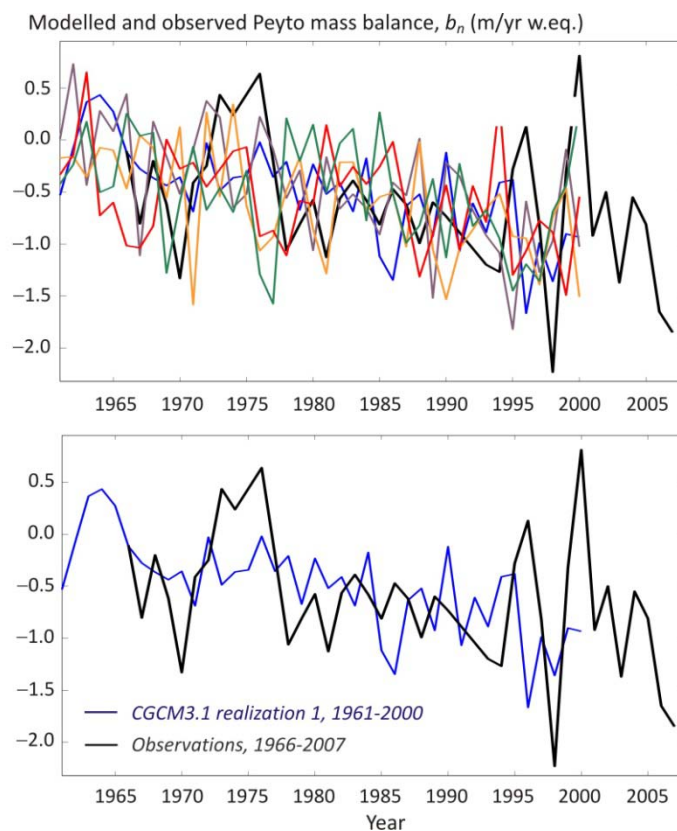 Modelled and observed Peyto mass balance, bn (m/yr w.eq.)
0.5
0.0
−0.5
−1.0
−1.5
−2.0
1965 1970 1975 1980 1985 1990 1995 2000 2005
0.5
0.0
−0.5
−1.0
−1.5
−2.0
CGCM3.1 realization 1, 1961-2000
Observations, 1966-2007
1965 1970 1975 1980 1985 1990 1995 2000 2005
Year